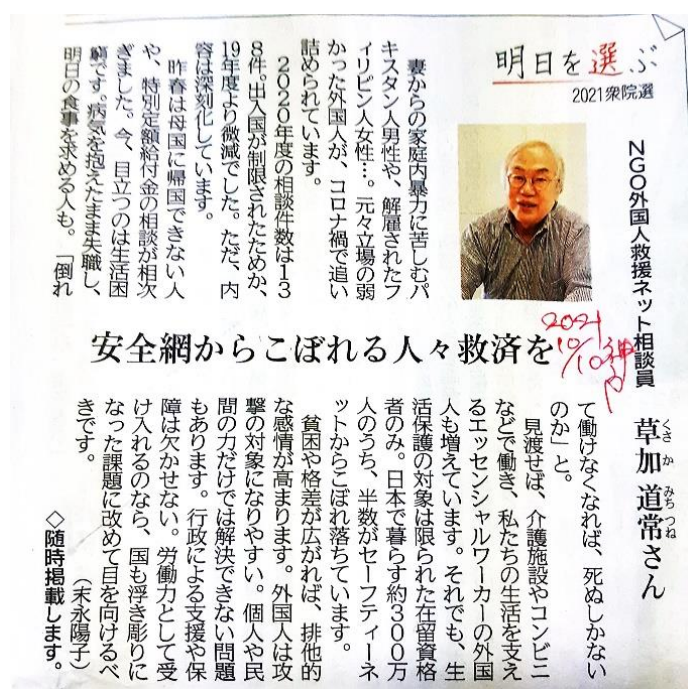 明日を選ぶ
2021衆院選
NGO外国人救援ネット相談員
くさ か みち つね
草加 道常さん
2021
10/10
安全網からこぼれる人々救済を
妻からの家庭内暴力に苦しむパ
キスタン人男性や、解雇されたフ
ィリピン人女性…。元々立場の弱
かった外国人が、コロナ禍で追い
詰められています。
２０２０年度の相談件数は１３
８件。出入国が制限されたためか、
19年度より微減でした。ただ、内
容は深刻化しています。
昨春は母国に帰国できない人
や、特別定額給付金の相談が相次
ぎました。今、目立つのは生活困
窮です。病気を抱えたまま失職し、
明日の食事を求める人も。「倒れ
て働けなくなれば、死ぬしかない
のか」と。
見渡せば、介護施設やコンビニ
などで働き、私たちの生活を支え
るエッセンシャルワーカーの外国
人も増えています。それでも、生
活保護の対象は限られた在留資格
者のみ。日本で暮らす約３００万
人のうち、半数がセーフティーネ
ットからこぼれ落ちています。
貧困や格差が広がれば、排他的
な感情が高まります。外国人は攻
撃の対象になりやすい。個人や民
間の力だけでは解決できない問題
もあります。行政による支援や保
障は欠かせない。労働力として受
け入れるのなら、国も浮き彫りに
なった課題に改めて目を向けるべ
きです。
（末永陽子）
◇随時掲載します。